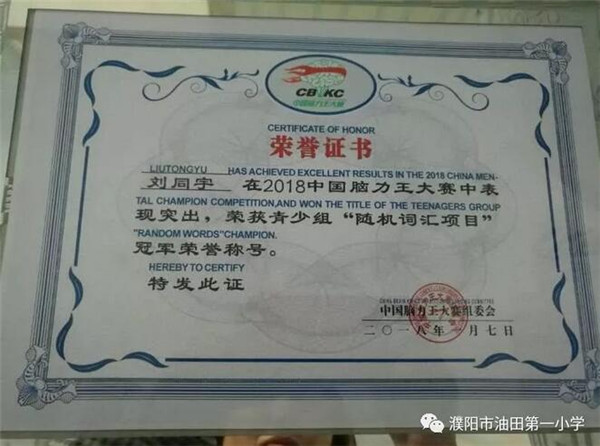 CBKC
中国脑力王大赛
CERTIFICATE OF HONOR
荣誉证书
LIUTONGYU HAS ACHIEVED EXCELLENT RESULTS IN THE 2018 CHINA MEN-
刘同宇 在2018中国脑力王大赛中表
TAL CHAMPION COMPETITION,AND WON THE TITLE OF THE TEENAGERS GROUP
现突出，荣获青少组“随机词汇项目”
"RANDOM WORDS"CHAMPION.
冠军荣誉称号。
HEREBY TO CERTIFY
特发此证
中国脑力王大赛组委会
二〇一八年 月七日
濮阳市油田第一小学